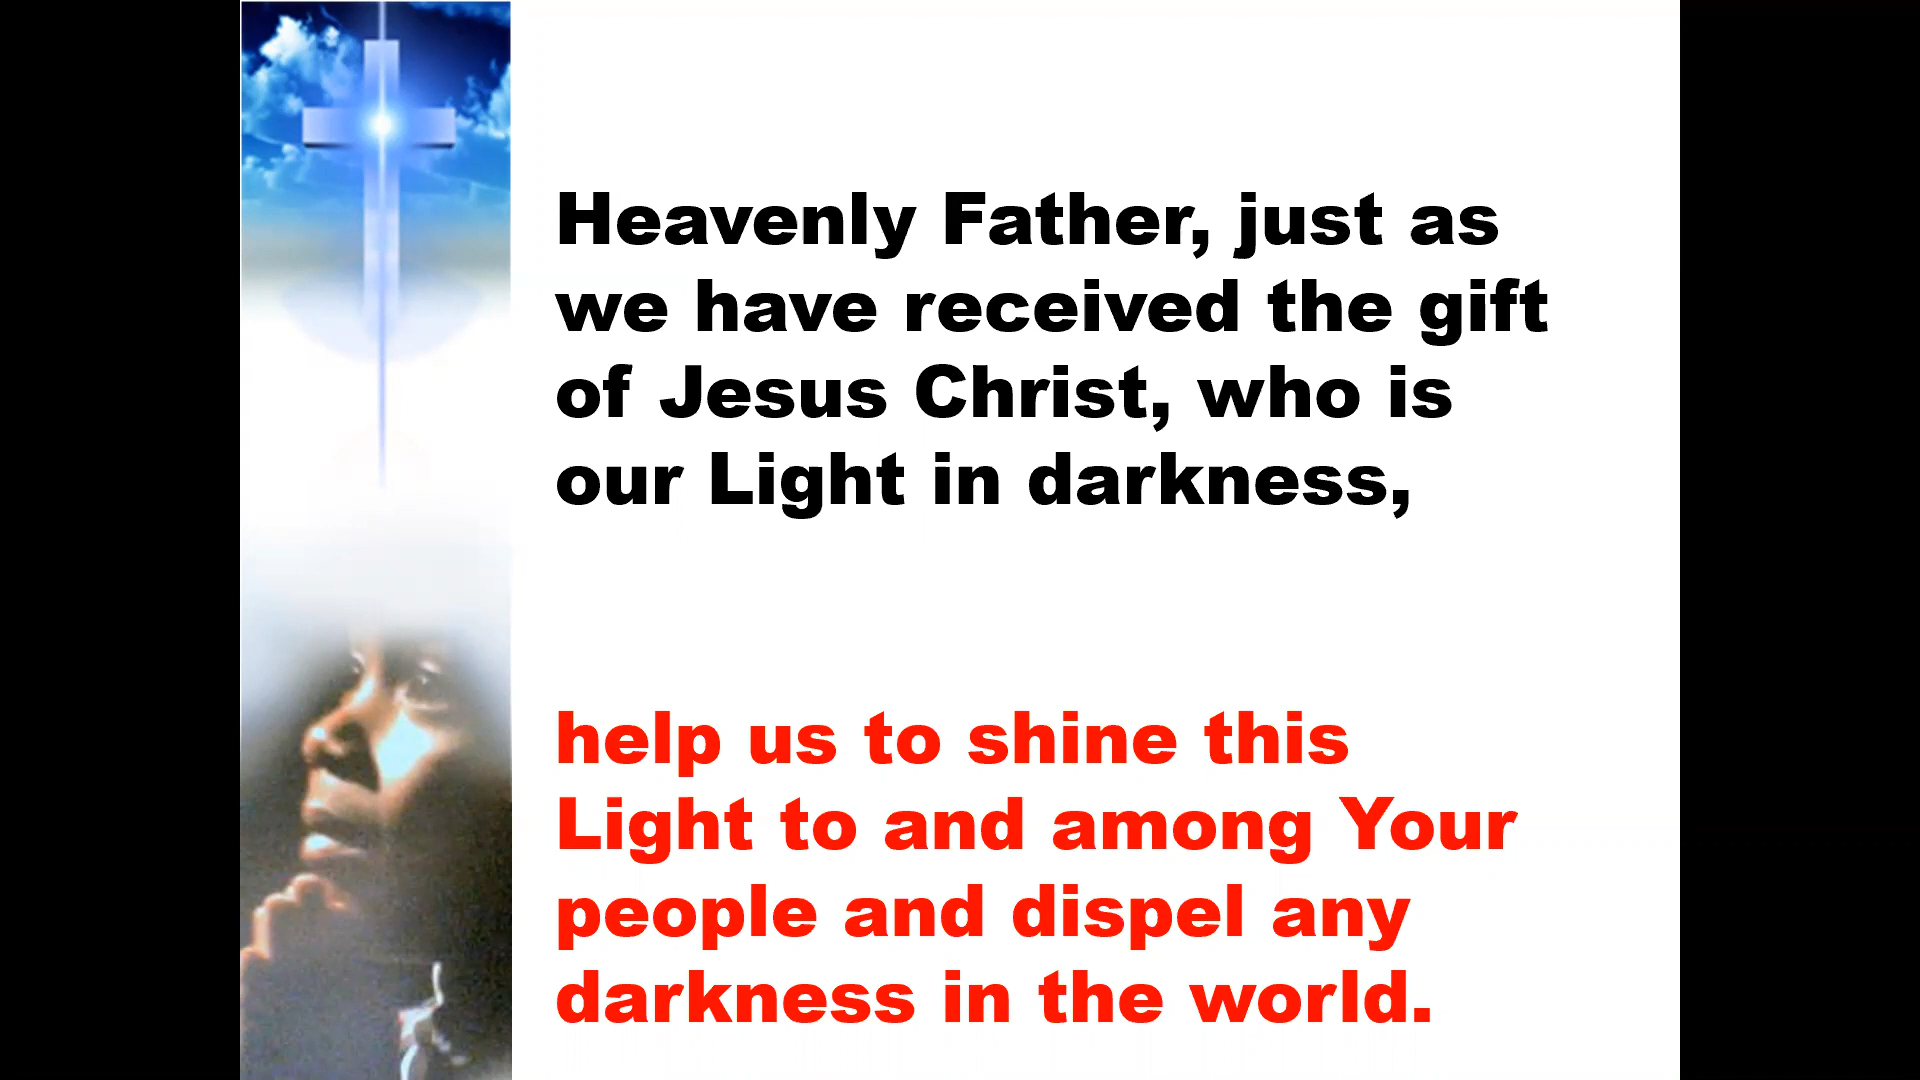 Heavenly Father, just as
we have received the gift
of Jesus Christ, who is
our Light in darkness,
help us to shine this
Light to and among Your
people and dispel any
darkness in the world.